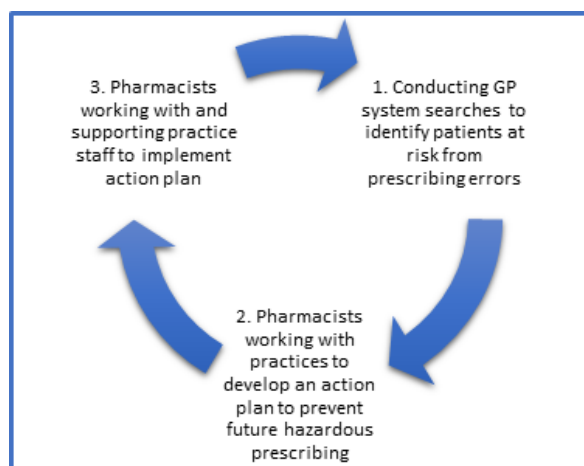 1. Conducting GP
system searches to
identify patients at
risk from
prescribing errors
2. Pharmacists
working with
practices to
develop an action
plan to prevent
future hazardous
prescribing
3. Pharmacists
working with and
supporting practice
staff to implement
action plan